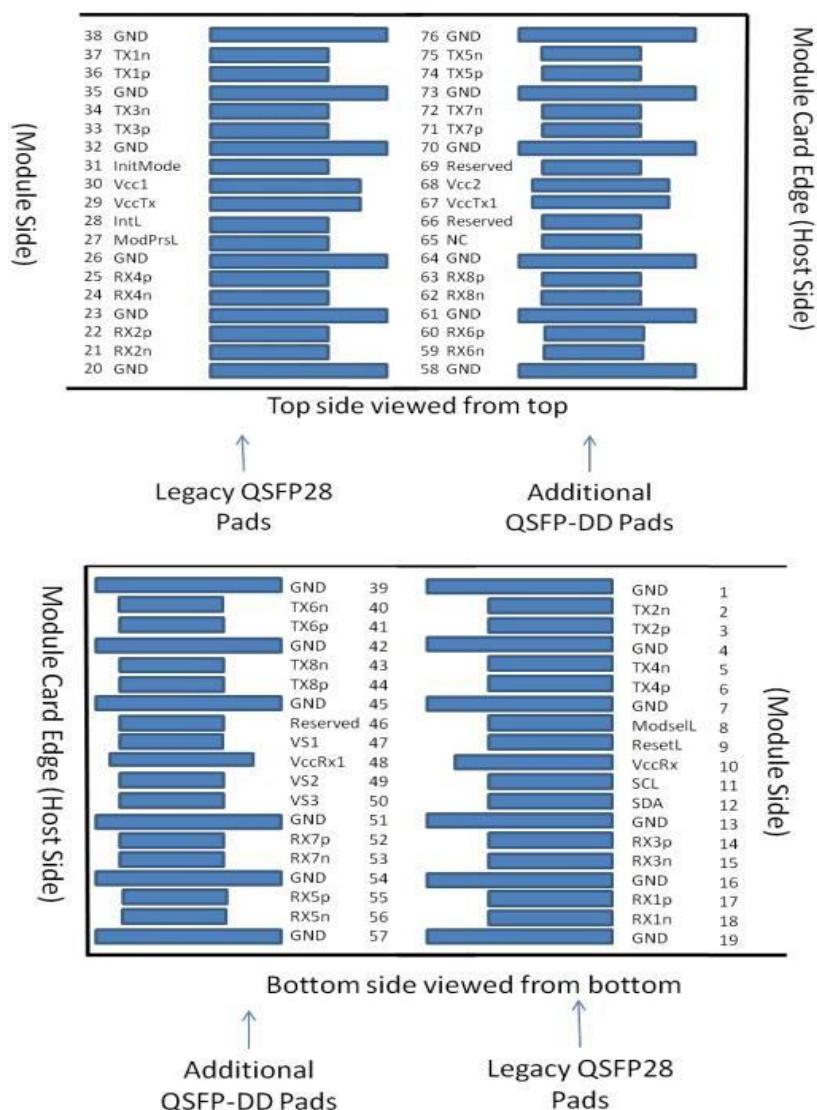 (Module Side)
38 GND
37 TX1n
36 TX1p
35 GND
34 TX3n
33 TX3p
32 GND
31 InitMode
30 Vcc1
29 VccTx
28 IntL
27 ModPrsL
26 GND
25 RX4p
24 RX4n
23 GND
22 RX2p
21 RX2n
20 GND
76 GND
75 TX5n
74 TX5p
73 GND
72 TX7n
71 TX7p
70 GND
69 Reserved
68 Vcc2
67 VccTx1
66 Reserved
65 NC
64 GND
63 RX8p
62 RX8n
61 GND
60 RX6p
59 RX6n
58 GND
Module Card Edge (Host Side)
Top side viewed from top
Legacy QSFP28
Pads
Additional
QSFP-DD Pads
Module Card Edge (Host Side)
GND 39
TX6n 40
TX6p 41
GND 42
TX8n 43
TX8p 44
GND 45
Reserved 46
VS1 47
VccRx1 48
VS2 49
VS3 50
GND 51
RX7p 52
RX7n 53
GND 54
RX5p 55
RX5n 56
GND 57
GND 1
TX2n 2
TX2p 3
GND 4
TX4n 5
TX4p 6
GND 7
ModselL 8
ResetL 9
VccRx 10
SCL 11
SDA 12
GND 13
RX3p 14
RX3n 15
GND 16
RX1p 17
RX1n 18
GND 19
(Module Side)
Bottom side viewed from bottom
Additional
QSFP-DD Pads
Legacy QSFP28
Pads